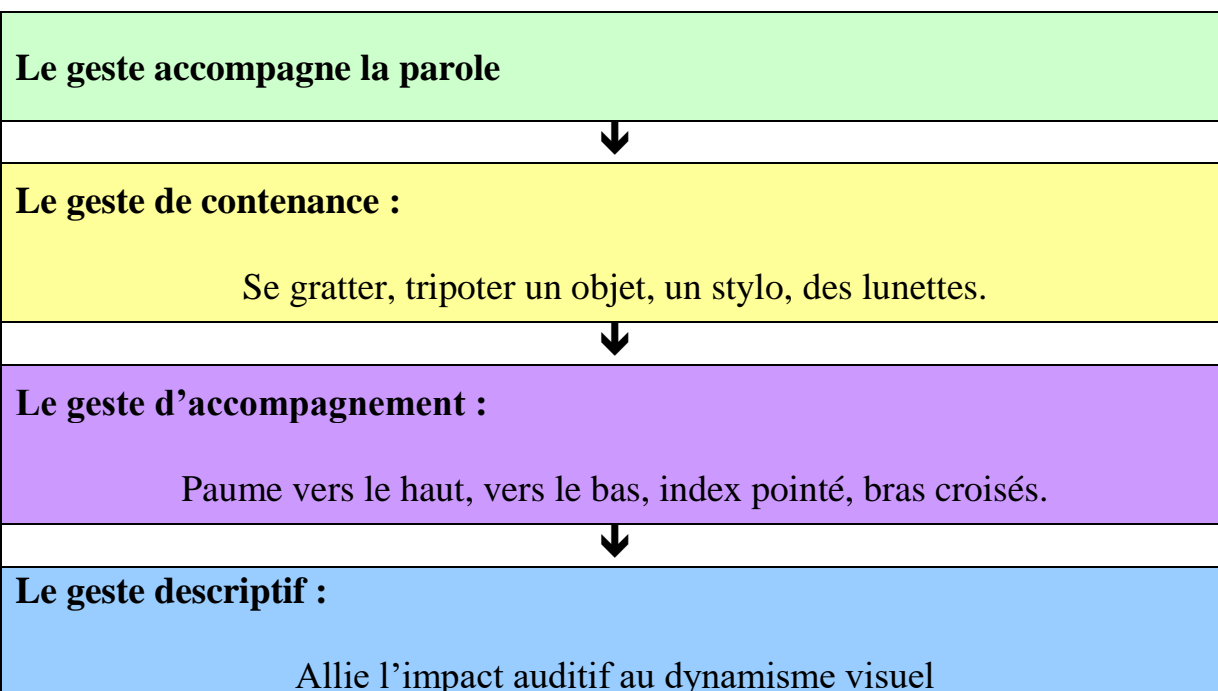 Le geste accompagne la parole
Le geste de contenance :
Se gratter, tripoter un objet, un stylo, des lunettes.
Le geste d’accompagnement :
Paume vers le haut, vers le bas, index pointé, bras croisés.
Le geste descriptif :
Allie l’impact auditif au dynamisme visuel